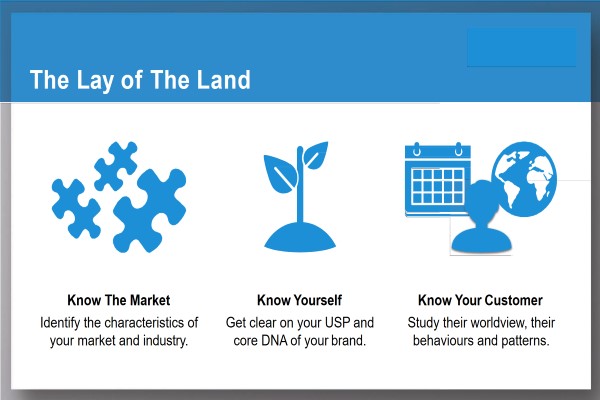 The Lay of The Land
Know The Market
Identify the characteristics of
your market and industry.
Know Yourself
Get clear on your USP and
core DNA of your brand.
Know Your Customer
Study their worldview, their
behaviours and patterns.